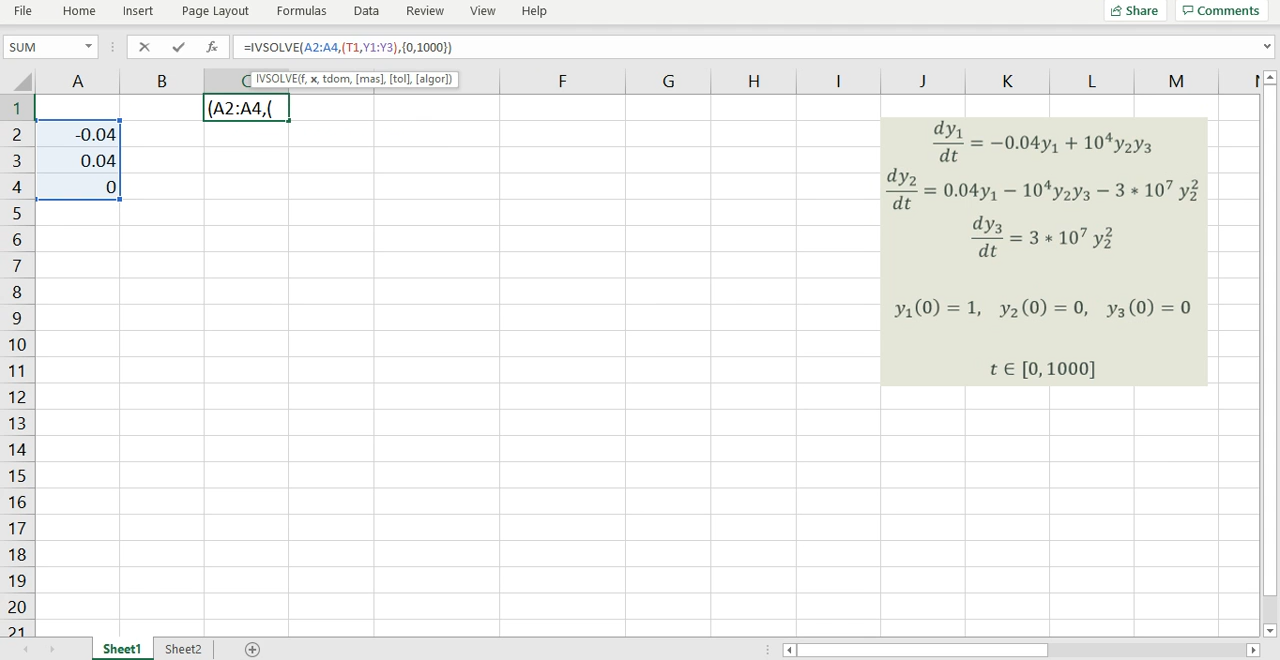 File Home Insert Page Layout Formulas Data Review View Help Share Comments
SUM fx =IVSOLVE(A2:A4,(T1,Y1:Y3),{0,1000})
IVSOLVE(f, x, tdom, [mas], [tol], [algor])
A B C F G H I J K L M
1 (A2:A4,(
2 -0.04
3 0.04
4 0
5
6
7
8
9
10
11
12
13
14
15
16
17
18
19
20
21
dy₁/dt = −0.04y₁ + 10⁴y₂y₃
dy₂/dt = 0.04y₁ − 10⁴y₂y₃ − 3 ∗ 10⁷ y₂²
dy₃/dt = 3 ∗ 10⁷ y₂²
y₁(0) = 1, y₂(0) = 0, y₃(0) = 0
t ∈ [0, 1000]
Sheet1 Sheet2